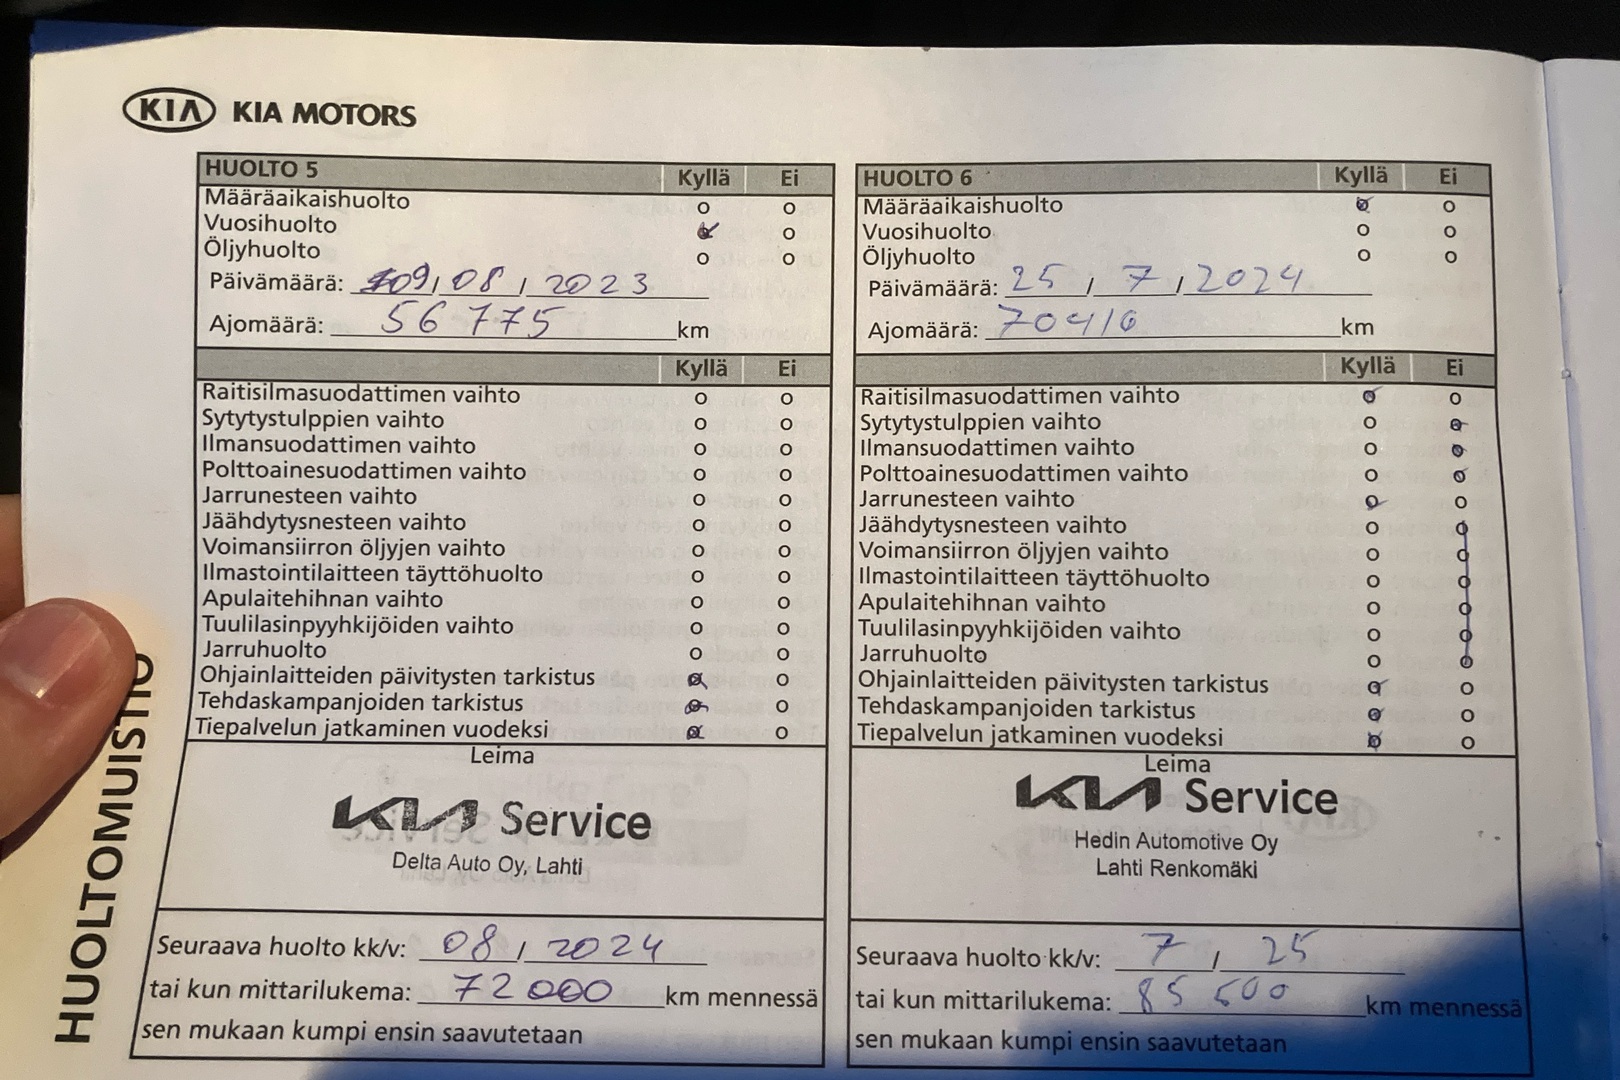 KIA KIA MOTORS
HUOLTO 5 Kyllä Ei
Määräaikaishuolto
Vuosihuolto
Öljyhuolto
Päivämäärä: 09/08/2023
Ajomäärä: 56775 km
Kyllä Ei
Raitisilmasuodattimen vaihto
Sytytystulppien vaihto
Ilmansuodattimen vaihto
Polttoainesuodattimen vaihto
Jarrunesteen vaihto
Jäähdytysnesteen vaihto
Voimansiirron öljyjen vaihto
Ilmastointilaitteen täyttöhuolto
Apulaitehihnan vaihto
Tuulilasinpyyhkijöiden vaihto
Jarruhuolto
Ohjainlaitteiden päivitysten tarkistus
Tehdaskampanjoiden tarkistus
Tiepalvelun jatkaminen vuodeksi
Leima
KIA Service
Delta Auto Oy, Lahti
Seuraava huolto kk/v: 08/2024
tai kun mittarilukema: 72000 km mennessä
sen mukaan kumpi ensin saavutetaan
HUOLTO 6 Kyllä Ei
Määräaikaishuolto
Vuosihuolto
Öljyhuolto
Päivämäärä: 25/7/2024
Ajomäärä: 70416 km
Kyllä Ei
Raitisilmasuodattimen vaihto
Sytytystulppien vaihto
Ilmansuodattimen vaihto
Polttoainesuodattimen vaihto
Jarrunesteen vaihto
Jäähdytysnesteen vaihto
Voimansiirron öljyjen vaihto
Ilmastointilaitteen täyttöhuolto
Apulaitehihnan vaihto
Tuulilasinpyyhkijöiden vaihto
Jarruhuolto
Ohjainlaitteiden päivitysten tarkistus
Tehdaskampanjoiden tarkistus
Tiepalvelun jatkaminen vuodeksi
Leima
KIA Service
Hedin Automotive Oy
Lahti Renkomäki
Seuraava huolto kk/v: 7/25
tai kun mittarilukema: 85 500 km mennessä
sen mukaan kumpi ensin saavutetaan
HUOLTOMUISTIO